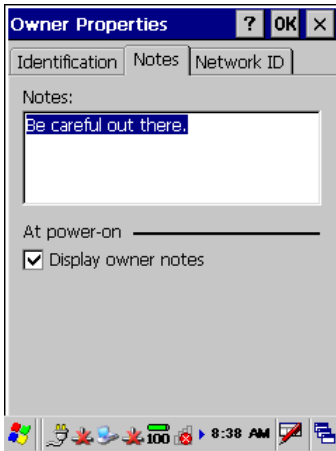 Owner Properties ? OK ×
Identification Notes Network ID
Notes:
Be careful out there.
At power-on
Display owner notes
100 8:38 AM